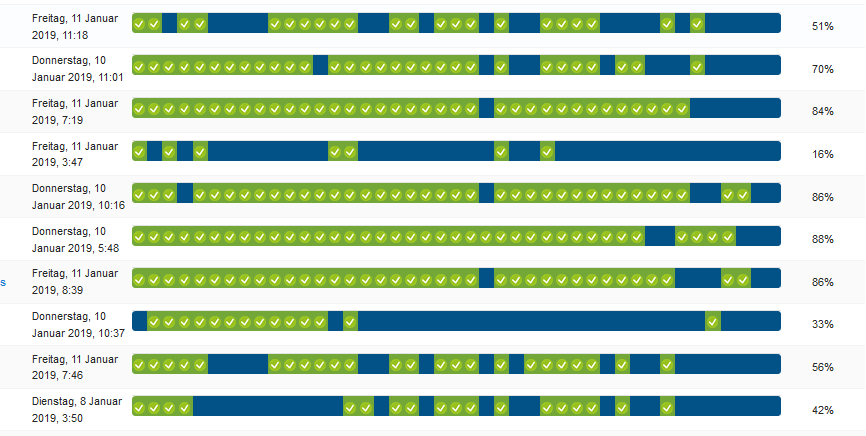 Freitag, 11 Januar
2019, 11:18
51%
Donnerstag, 10
Januar 2019, 11:01
70%
Freitag, 11 Januar
2019, 7:19
84%
Freitag, 11 Januar
2019, 3:47
16%
Donnerstag, 10
Januar 2019, 10:16
86%
Donnerstag, 10
Januar 2019, 5:48
88%
s
Freitag, 11 Januar
2019, 8:39
86%
Donnerstag, 10
Januar 2019, 10:37
33%
Freitag, 11 Januar
2019, 7:46
56%
Dienstag, 8 Januar
2019, 3:50
42%